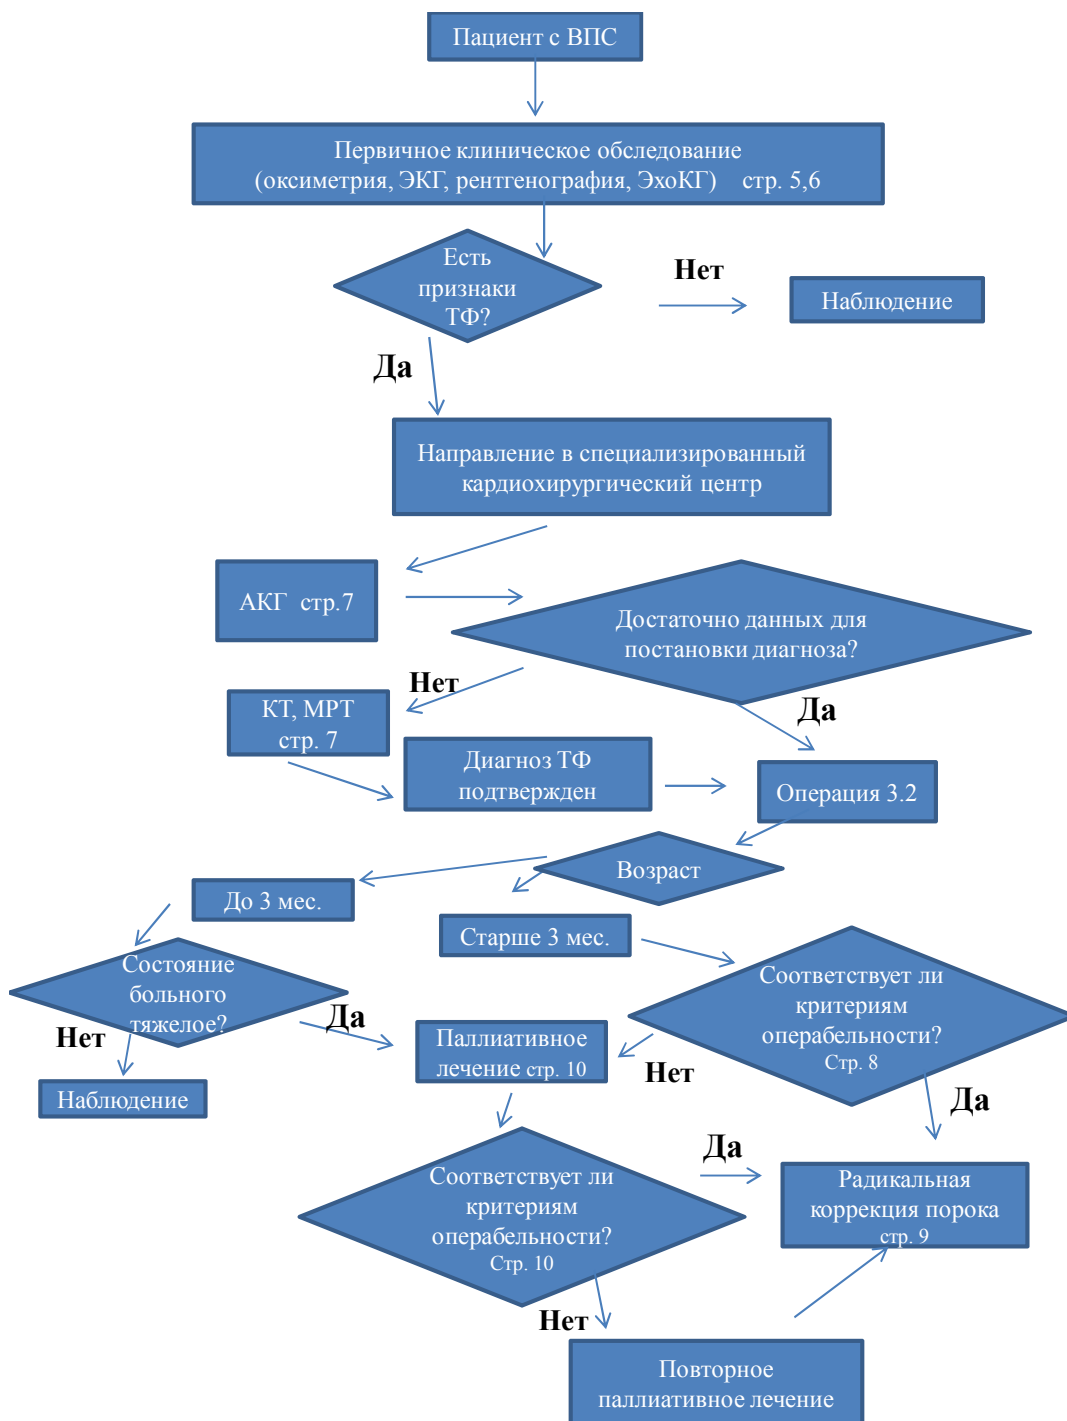 Пациент с ВПС
Первичное клиническое обследование
(оксиметрия, ЭКГ, рентгенография, ЭхоКГ) стр. 5,6
Есть
признаки
ТФ?
Нет
Наблюдение
Да
Направление в специализированный
кардиохирургический центр
АКГ стр.7
Достаточно данных для
постановки диагноза?
Нет
Да
КТ, МРТ
стр. 7
Диагноз ТФ
подтвержден
Операция 3.2
Возраст
До 3 мес.
Старше 3 мес.
Состояние
больного
тяжелое?
Нет
Да
Наблюдение
Паллиативное
лечение стр. 10
Соответствует ли
критериям
операбельности?
Стр. 8
Нет
Да
Соответствует ли
критериям
операбельности?
Стр. 10
Да
Нет
Радикальная
коррекция порока
стр. 9
Повторное
паллиативное лечение